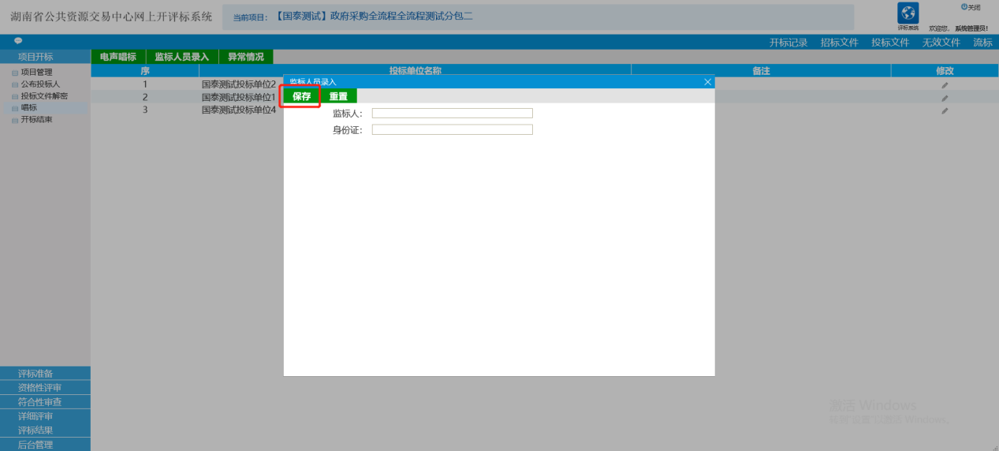 湖南省公共资源交易中心网上开评标系统
当前项目：【国泰测试】政府采购全流程全流程测试分包二
评标系统
关闭
欢迎您，系统管理员!
开标记录 招标文件 投标文件 无效文件 流标
项目开标
项目管理
公布投标人
投标文件解密
唱标
开标结束
电声唱标 监标人员录入 异常情况
序 投标单位名称 备注 修改
1 国泰测试投标单位2
2 国泰测试投标单位1
3 国泰测试投标单位4
监标人员录入
保存 重置
监标人：
身份证：
评标准备
资格性评审
符合性审查
详细评审
评标结果
后台管理
激活 Windows
转到"设置"以激活 Windows。